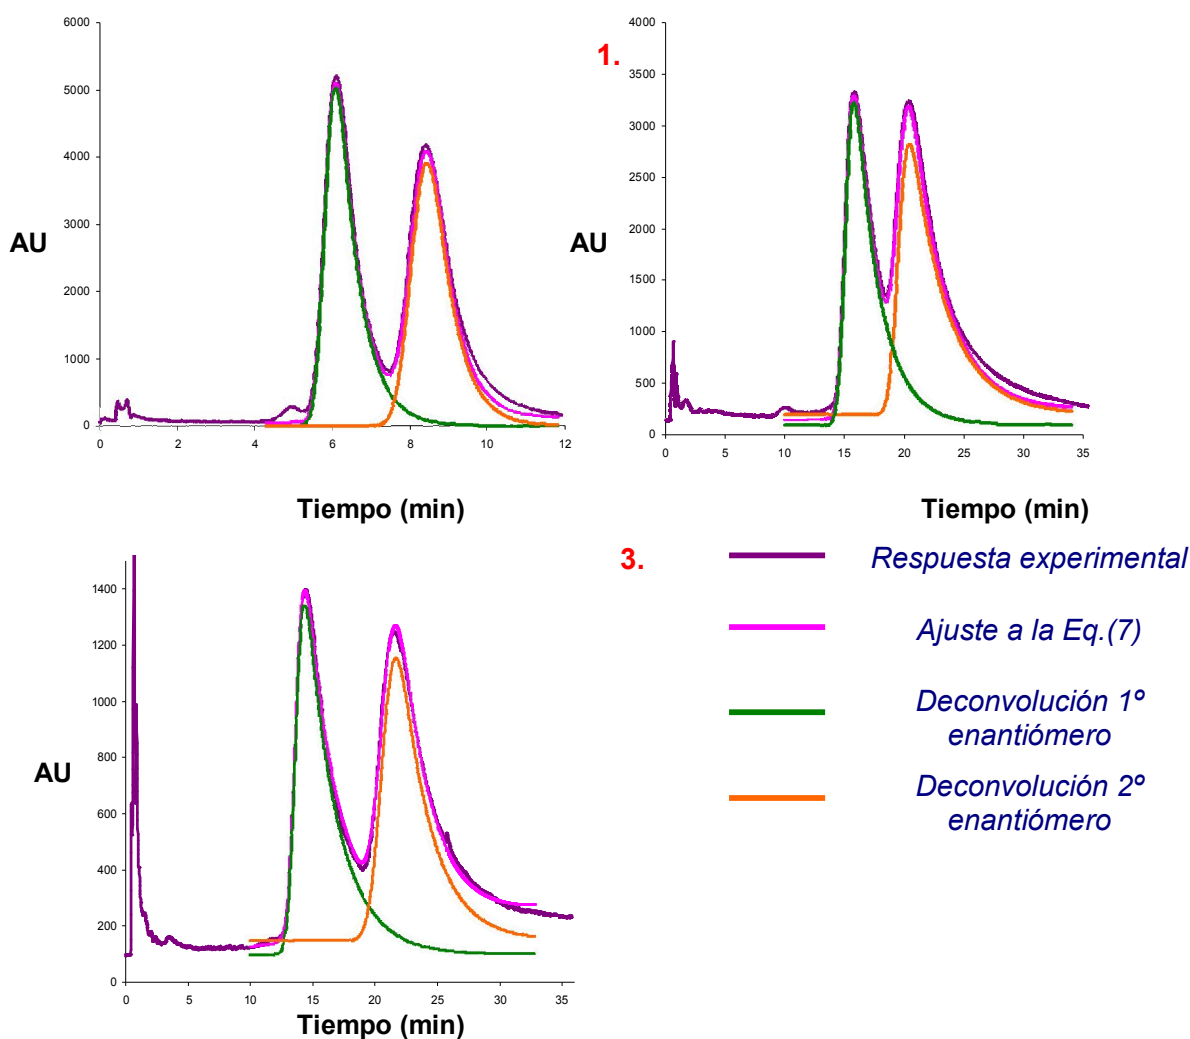 6000
5000
4000
3000
2000
1000
0
0 2 4 6 8 10 12
AU
Tiempo (min)
1.
4000
3500
3000
2500
2000
1500
1000
500
0
0 5 10 15 20 25 30 35
AU
Tiempo (min)
1400
1200
1000
800
600
400
200
0
0 5 10 15 20 25 30 35
AU
Tiempo (min)
3.
Respuesta experimental
Ajuste a la Eq.(7)
Deconvolución 1º
enantiómero
Deconvolución 2º
enantiómero